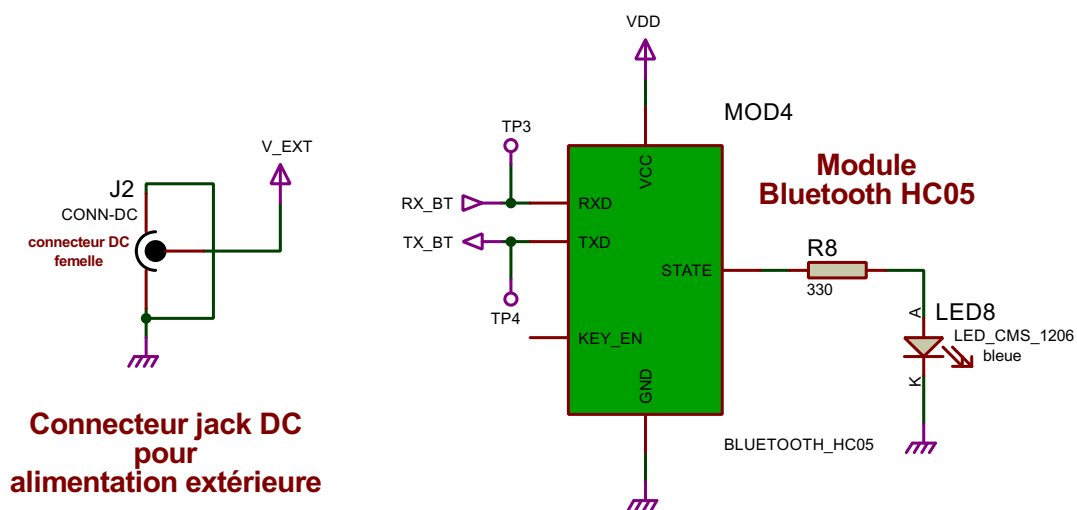 V_EXT
J2
CONN-DC
connecteur DC
femelle
Connecteur jack DC
pour
alimentation extérieure
VDD
MOD4
TP3
VCC
Module
Bluetooth HC05
RX_BT
RXD
TX_BT
TXD
R8
STATE
330
TP4
LED8
A
LED_CMS_1206
KEY_EN
bleue
K
GND
BLUETOOTH_HC05